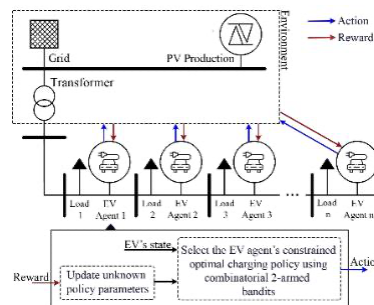 Environment
Action
Reward
Grid
PV Production
Transformer
Load
1
EV
Agent 1
Load
2
EV
Agent 2
Load
3
EV
Agent 3
...
Load
n
EV
Agent n
EV's state
Reward
Update unknown
policy parameters
Select the EV agent's constrained
optimal charging policy using
combinatorial 2-armed
bandits
Action